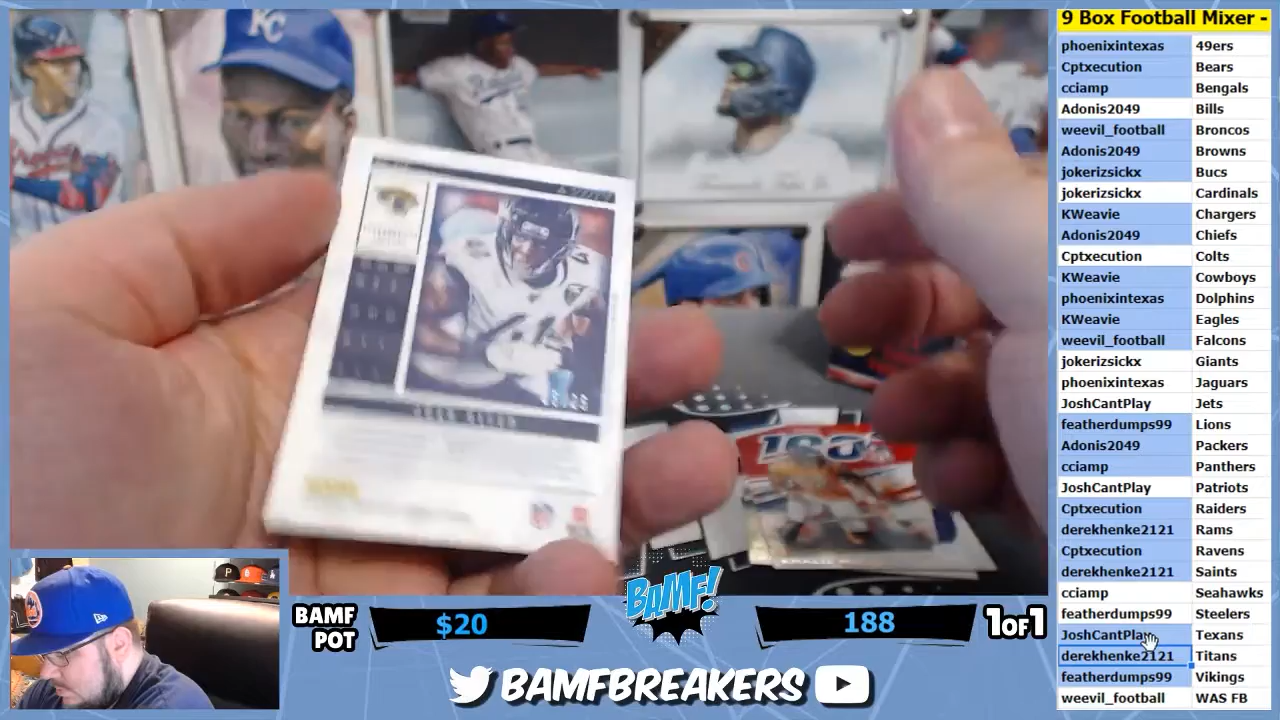 9 Box Football Mixer -
phoenixintexas 49ers
Cptxecution Bears
cciamp Bengals
Adonis2049 Bills
weevil_football Broncos
Adonis2049 Browns
jokerizsickx Bucs
jokerizsickx Cardinals
KWeavie Chargers
Adonis2049 Chiefs
Cptxecution Colts
KWeavie Cowboys
phoenixintexas Dolphins
KWeavie Eagles
weevil_football Falcons
jokerizsickx Giants
phoenixintexas Jaguars
JoshCantPlay Jets
featherdumps99 Lions
Adonis2049 Packers
cciamp Panthers
JoshCantPlay Patriots
Cptxecution Raiders
derekhenke2121 Rams
Cptxecution Ravens
derekhenke2121 Saints
cciamp Seahawks
featherdumps99 Steelers
JoshCantPlay Texans
derekhenke2121 Titans
featherdumps99 Vikings
weevil_football WAS FB
KC
BAMF POT $20
BAMF!
188 1OF1
BAMFBREAKERS